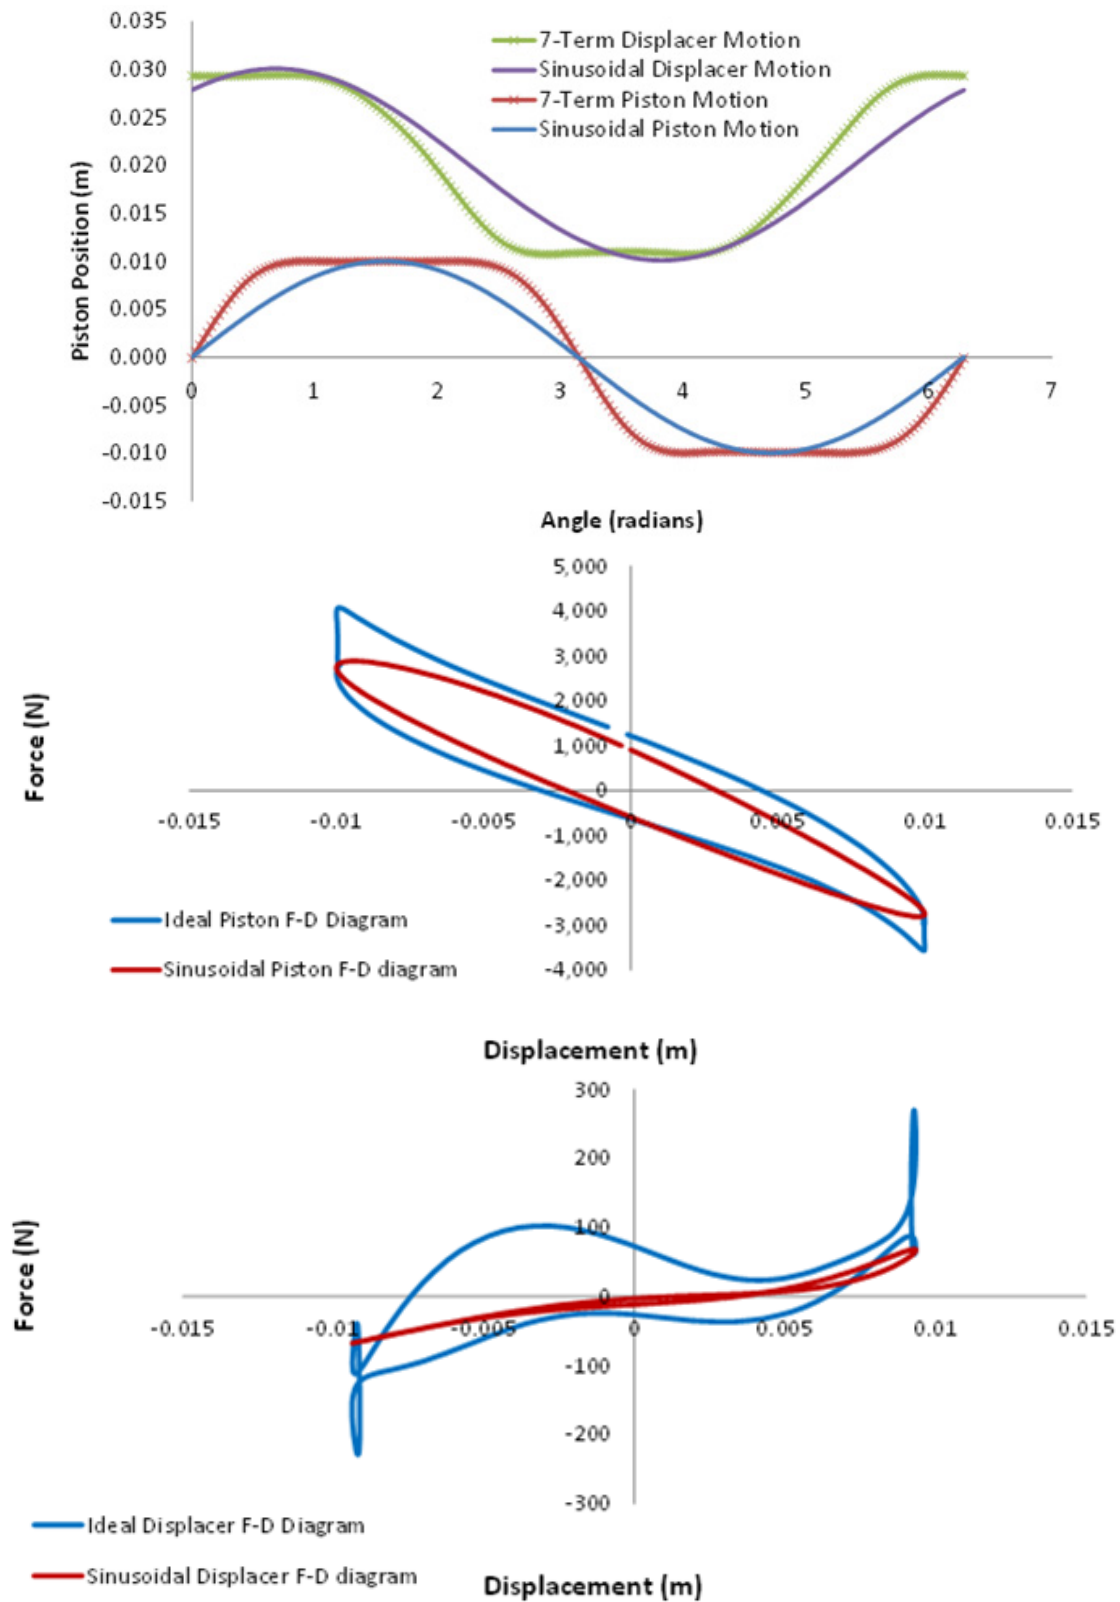 0.035
7-Term Displacer Motion
0.030
Sinusoidal Displacer Motion
7-Term Piston Motion
0.025
Sinusoidal Piston Motion
0.020
0.015
0.010
0.005
0.000
0 1 2 3 4 5 6 7
-0.005
-0.010
-0.015
Piston Position (m)
Angle (radians)
5,000
4,000
3,000
2,000
1,000
0
-0.015 -0.01 -0.005 0 0.005 0.01 0.015
-1,000
-2,000
-3,000
-4,000
Force (N)
Ideal Piston F-D Diagram
Sinusoidal Piston F-D diagram
Displacement (m)
300
200
100
0
-0.015 -0.01 -0.005 0 0.005 0.01 0.015
-100
-200
-300
Force (N)
Ideal Displacer F-D Diagram
Sinusoidal Displacer F-D diagram
Displacement (m)